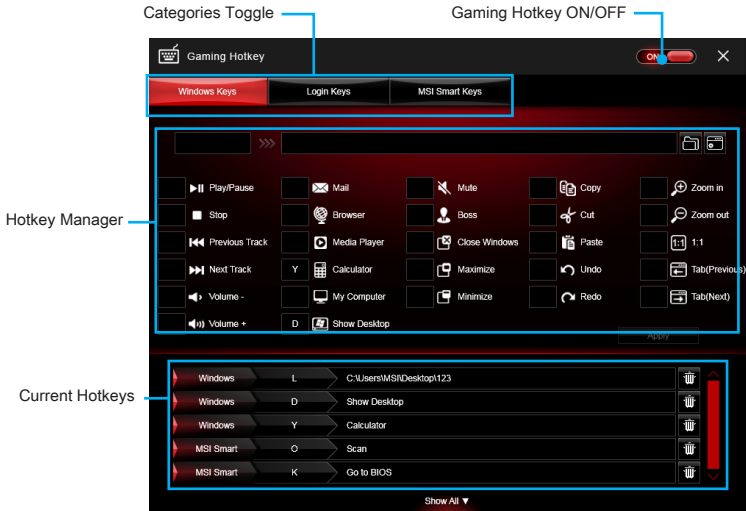 Categories Toggle
Gaming Hotkey ON/OFF
Gaming Hotkey
ON
Windows Keys
Login Keys
MSI Smart Keys
Play/Pause
Mail
Mute
Copy
Zoom in
Stop
Browser
Boss
Cut
Zoom out
Hotkey Manager
Previous Track
Media Player
Close Windows
Paste
1:1 1:1
Next Track
Y Calculator
Maximize
Undo
Tab(Previous)
Volume -
My Computer
Minimize
Redo
Tab(Next)
Volume +
D Show Desktop
Apply
Current Hotkeys
Windows L C:\Users\MSI\Desktop\123
Windows D Show Desktop
Windows Y Calculator
MSI Smart O Scan
MSI Smart K Go to BIOS
Show All ▼